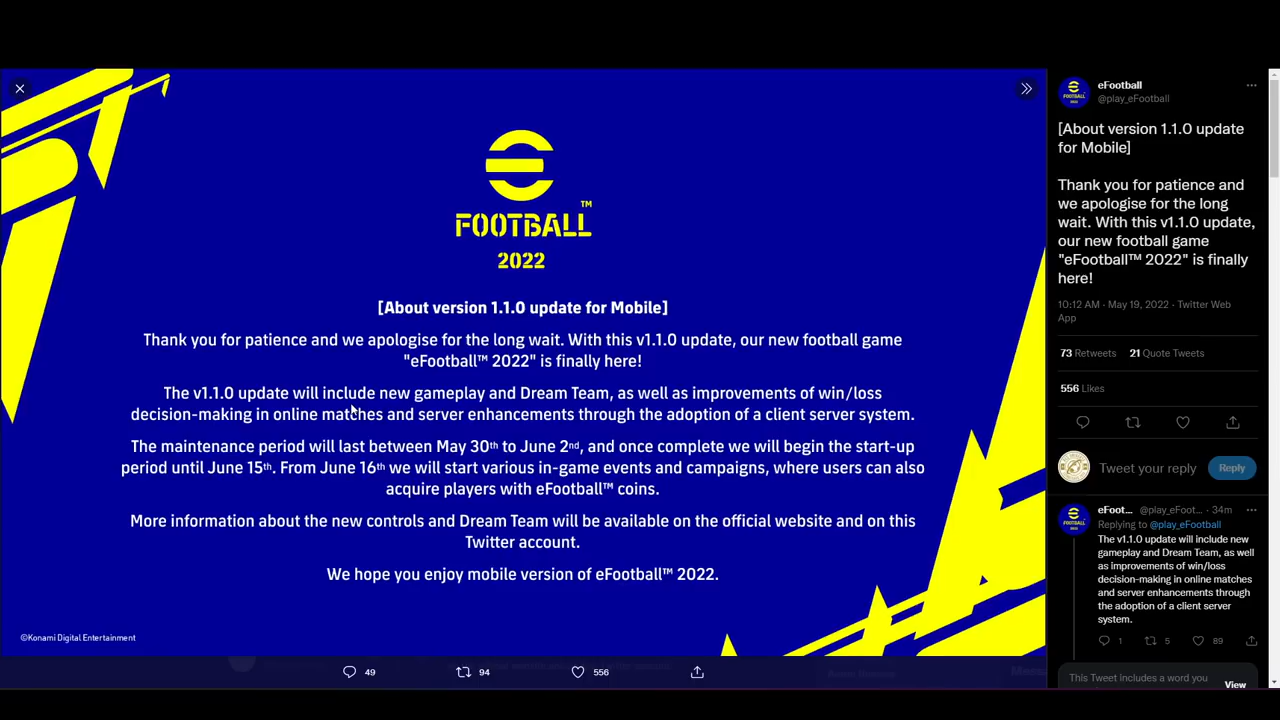 FOOTBALL™
2022
[About version 1.1.0 update for Mobile]
Thank you for patience and we apologise for the long wait. With this v1.1.0 update, our new football game
"eFootball™ 2022" is finally here!
The v1.1.0 update will include new gameplay and Dream Team, as well as improvements of win/loss
decision-making in online matches and server enhancements through the adoption of a client server system.
The maintenance period will last between May 30th to June 2nd, and once complete we will begin the start-up
period until June 15th. From June 16th we will start various in-game events and campaigns, where users can also
acquire players with eFootball™ coins.
More information about the new controls and Dream Team will be available on the official website and on this
Twitter account.
We hope you enjoy mobile version of eFootball™ 2022.
©Konami Digital Entertainment
49
94
556
eFootball
@play_eFootball
[About version 1.1.0 update
for Mobile]
Thank you for patience and
we apologise for the long
wait. With this v1.1.0 update,
our new football game
"eFootball™ 2022" is finally
here!
10:12 AM · May 19, 2022 · Twitter Web
App
73 Retweets 21 Quote Tweets
556 Likes
Tweet your reply
Reply
eFoot... @play_eFoot... · 34m
Replying to @play_eFootball
The v1.1.0 update will include new
gameplay and Dream Team, as well
as improvements of win/loss
decision-making in online matches
and server enhancements through
the adoption of a client server
system.
1 5 89
This Tweet includes a word you
View